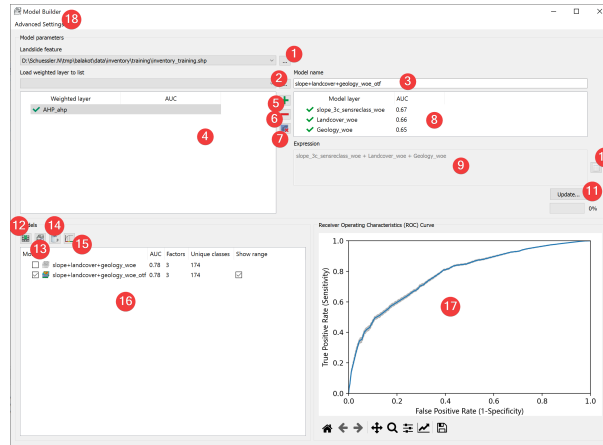 Model Builder
18
Advanced Settings
Model parameters
Landslide feature
1
D:\Schuessler.N\tmp\balakot\data\inventory\training\inventory_training.shp
...
Load weighted layer to list
Model name
2
slope+landcover+geology_woe_otf
3
Weighted layer AUC
5
Model layer AUC
AHP_ahp
slope_3c_sensreclass_woe 0.67
6
Landcover_woe 0.66
8
4
7
Geology_woe 0.65
Expression
slope_3c_sensreclass_woe + Landcover_woe + Geology_woe
9
Update...
11
0%
12
14
Receiver Operating Characteristics (ROC) Curve
13
15
AUC factors Unique classes Show range
slope+landcover+geology_woe 0.78 3 174
slope+landcover+geology_woe_otf 0.78 3 174
16
17
1.0
0.8
0.6
0.4
0.2
0.0
True Positive Rate (Sensitivity)
0.0 0.2 0.4 0.6 0.8 1.0
False Positive Rate (1-Specificity)